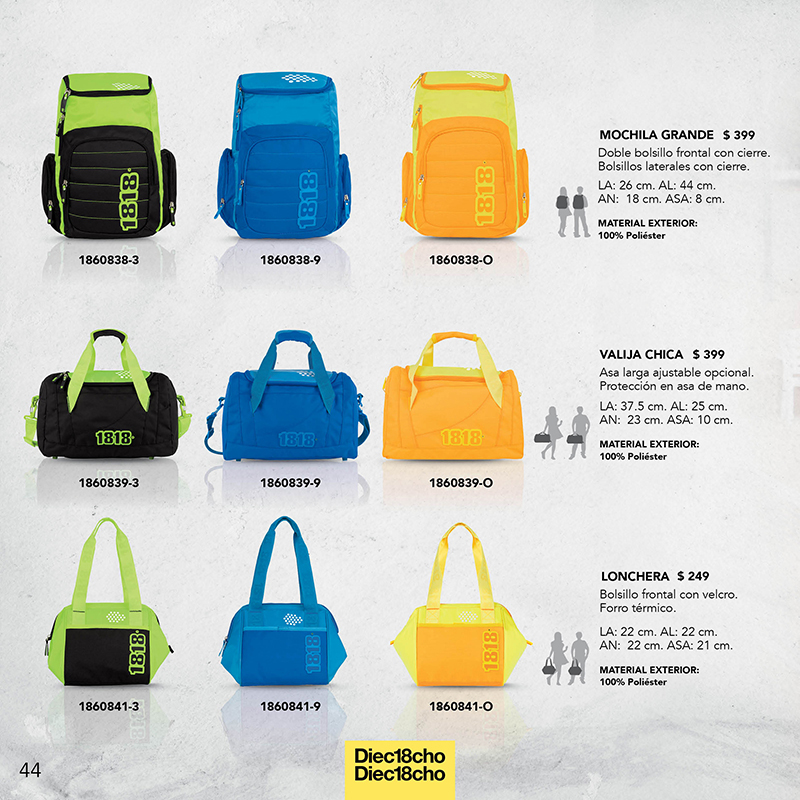 1818
1818
1818
MOCHILA GRANDE $ 399
Doble bolsillo frontal con cierre.
Bolsillos laterales con cierre.
LA: 26 cm. AL: 44 cm.
AN: 18 cm. ASA: 8 cm.
MATERIAL EXTERIOR:
100% Poliéster
1860838-3
1860838-9
1860838-O
1818
1818
1818
VALIJA CHICA $ 399
Asa larga ajustable opcional.
Protección en asa de mano.
LA: 37.5 cm. AL: 25 cm.
AN: 23 cm. ASA: 10 cm.
MATERIAL EXTERIOR:
100% Poliéster
1860839-3
1860839-9
1860839-O
1818
1818
1818
LONCHERA $ 249
Bolsillo frontal con velcro.
Forro térmico.
LA: 22 cm. AL: 22 cm.
AN: 22 cm. ASA: 21 cm.
MATERIAL EXTERIOR:
100% Poliéster
1860841-3
1860841-9
1860841-O
44
Diec18cho
Diec18cho